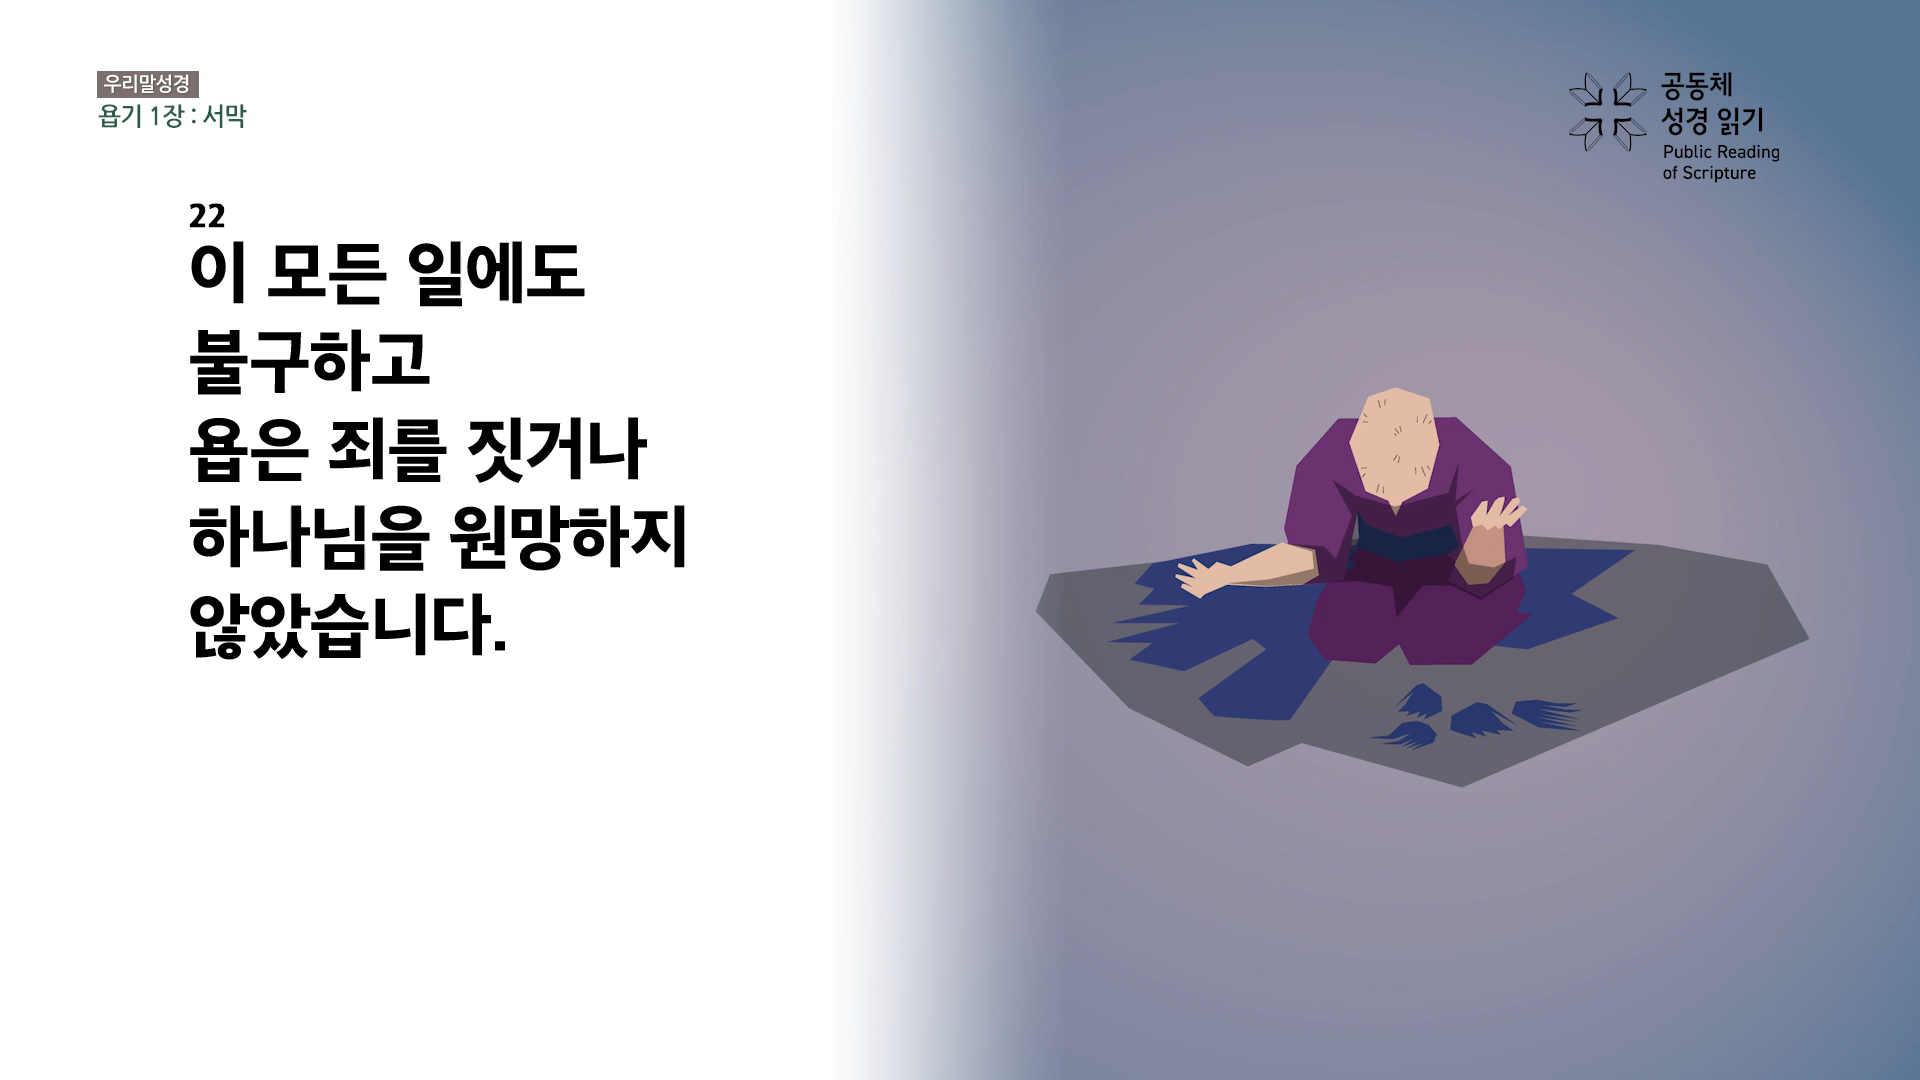 우리말성경
욥기 1장 : 서막
공동체
성경 읽기
Public Reading
of Scripture
22
이 모든 일에도
불구하고
욥은 죄를 짓거나
하나님을 원망하지
않았습니다.